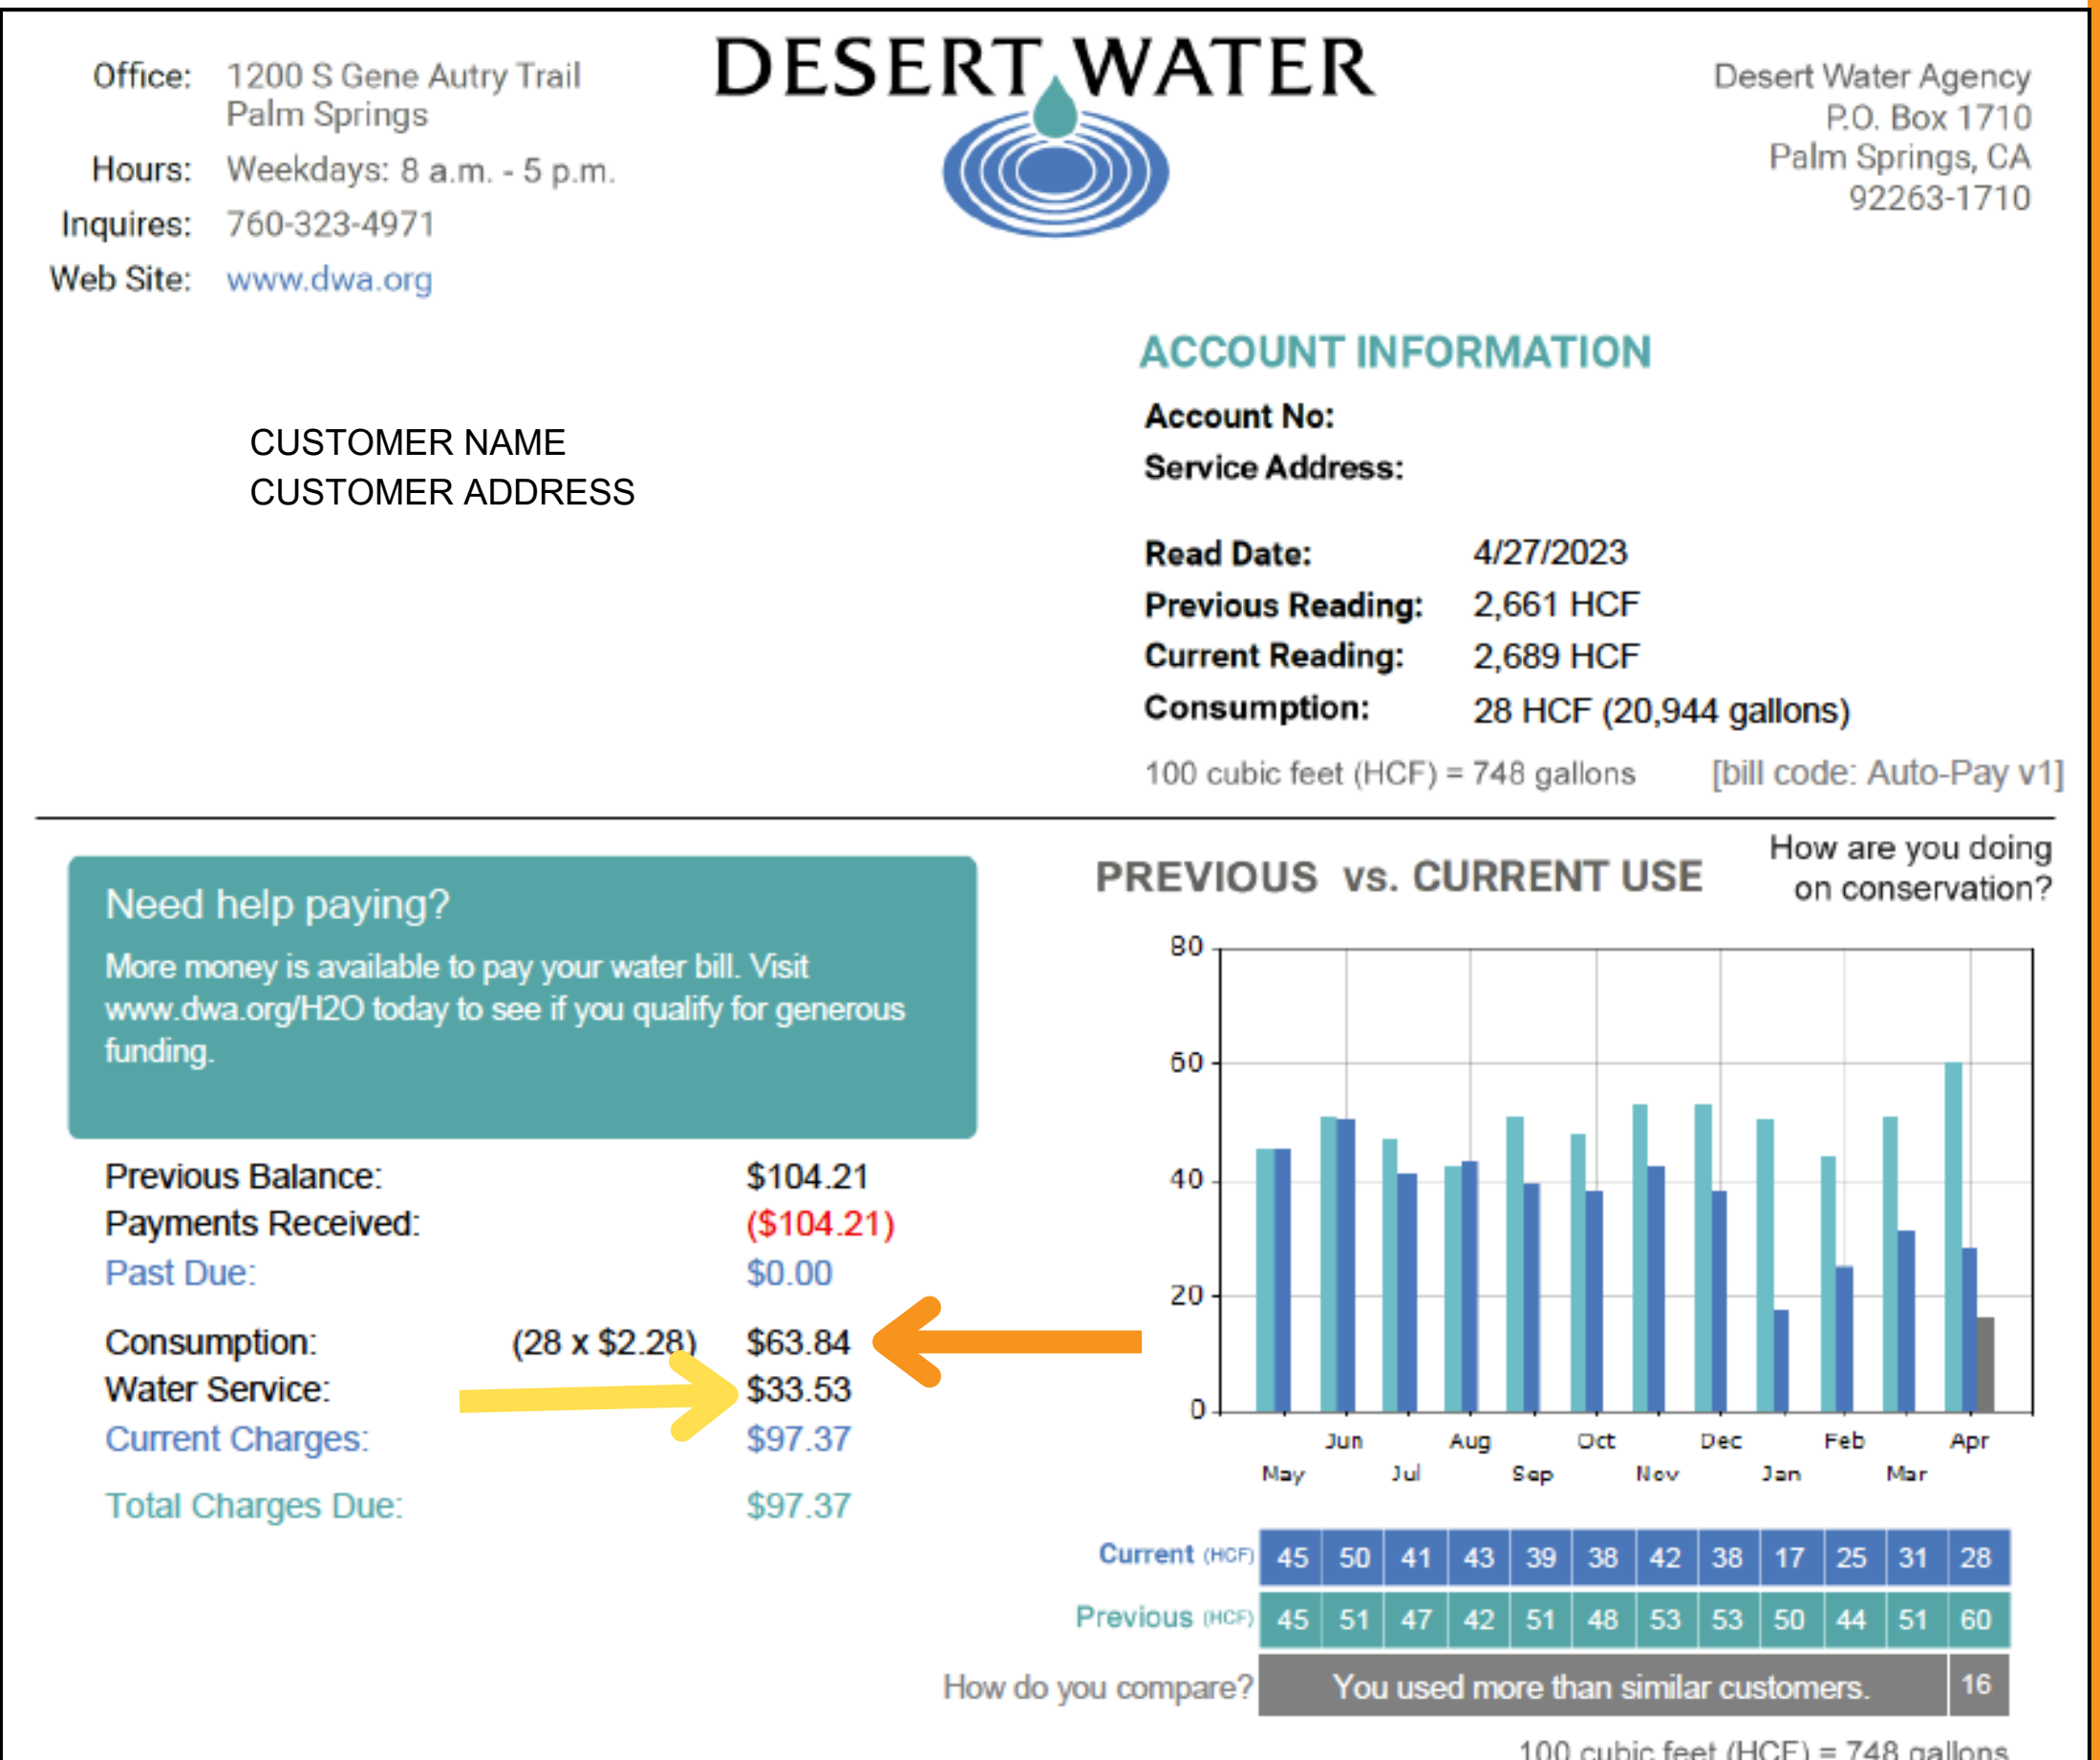 DESERT WATER
Office: 1200 S Gene Autry Trail
Palm Springs
Hours: Weekdays: 8 a.m. - 5 p.m.
Inquires: 760-323-4971
Web Site: www.dwa.org
Desert Water Agency
P.O. Box 1710
Palm Springs, CA
92263-1710
CUSTOMER NAME
CUSTOMER ADDRESS
ACCOUNT INFORMATION
Account No:
Service Address:
Read Date: 4/27/2023
Previous Reading: 2,661 HCF
Current Reading: 2,689 HCF
Consumption: 28 HCF (20,944 gallons)
100 cubic feet (HCF) = 748 gallons [bill code: Auto-Pay v1]
Need help paying?
More money is available to pay your water bill. Visit
www.dwa.org/H2O today to see if you qualify for generous
funding.
Previous Balance: $104.21
Payments Received: ($104.21)
Past Due: $0.00
Consumption: (28 x $2.28) $63.84
Water Service: $33.53
Current Charges: $97.37
Total Charges Due: $97.37
PREVIOUS vs. CURRENT USE
How are you doing
on conservation?
80
60
40
20
0
Jun Aug Oct Dec Feb Apr
May Jul Sep Nov Jan Mar
Current (HCF) 45 50 41 43 39 38 42 38 17 25 31 28
Previous (HCF) 45 51 47 42 51 48 53 53 50 44 51 60
How do you compare? You used more than similar customers. 16
100 cubic feet (HCF) = 748 gallons